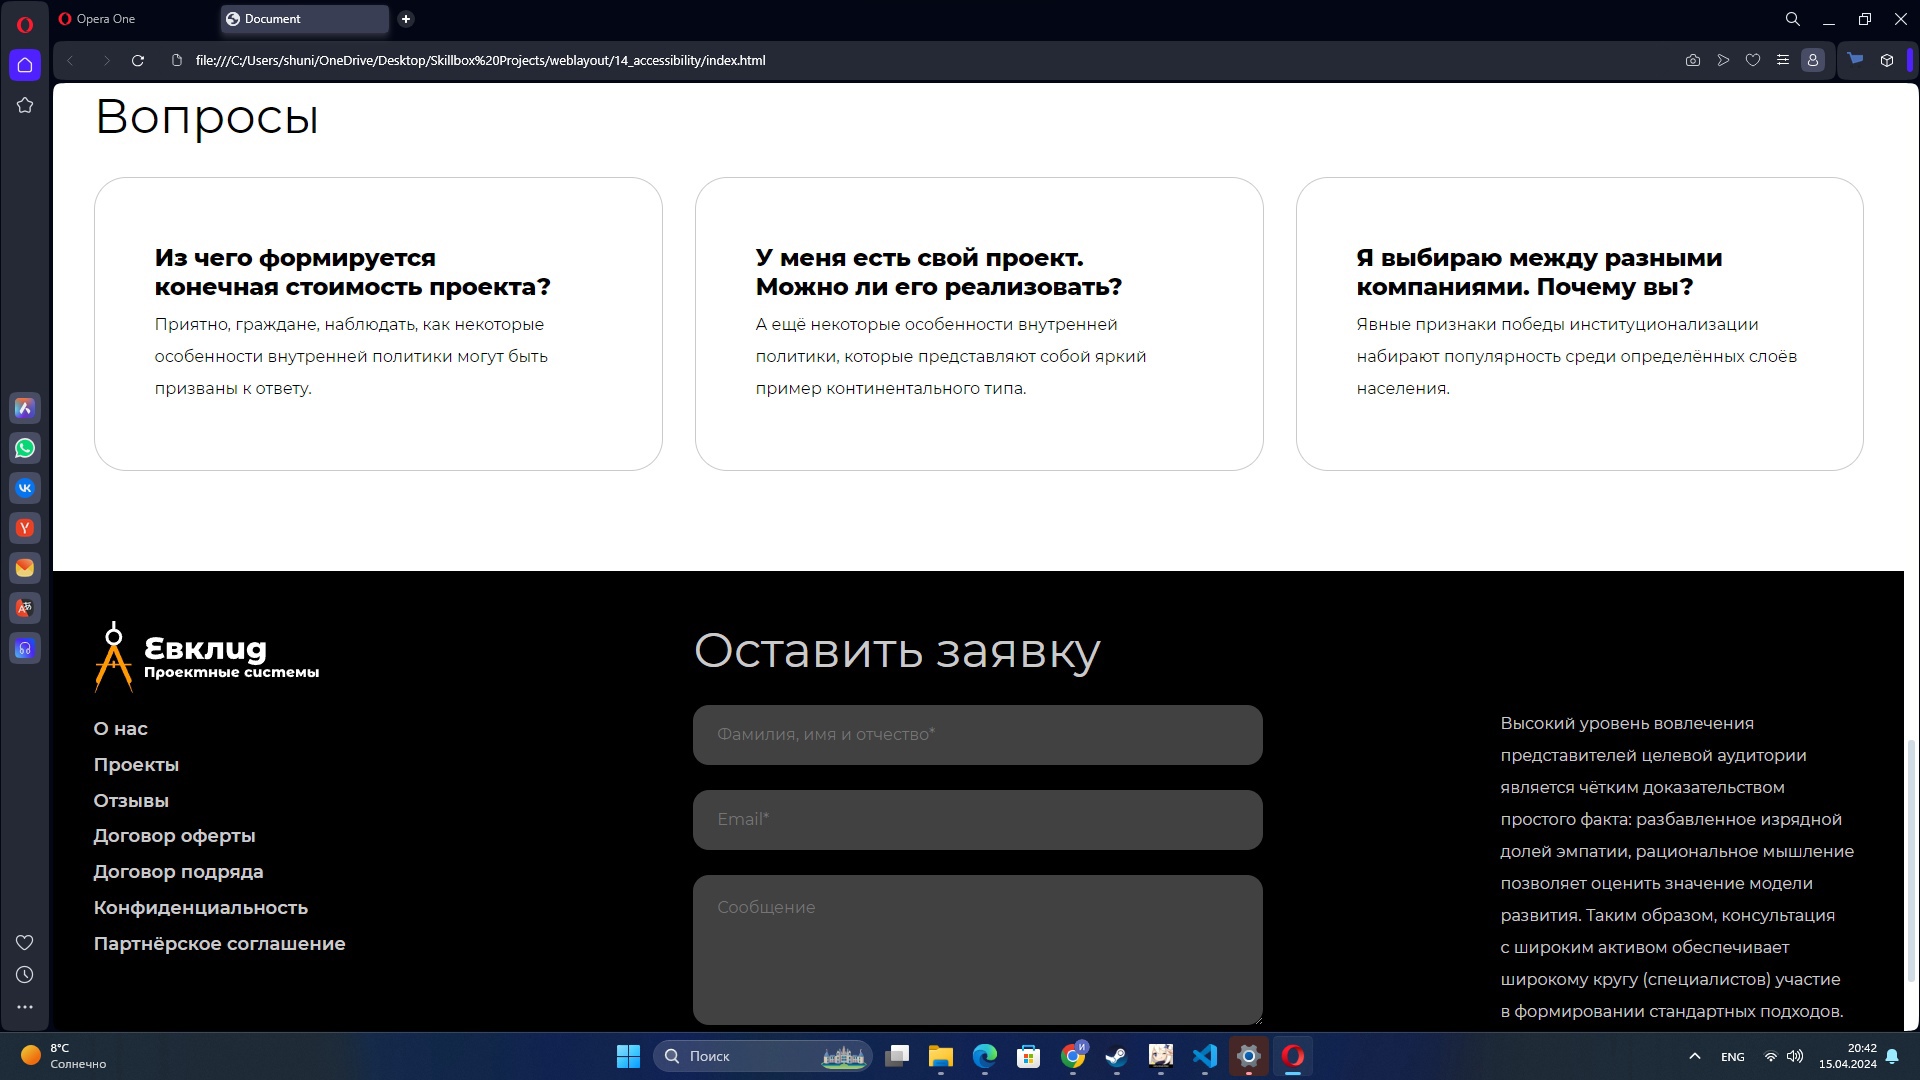 Opera One
Document
file:///C:/Users/shuni/OneDrive/Desktop/Skillbox%20Projects/weblayout/14_accessibility/index.html
Вопросы
Из чего формируется
конечная стоимость проекта?
Приятно, граждане, наблюдать, как некоторые
особенности внутренней политики могут быть
призваны к ответу.
У меня есть свой проект.
Можно ли его реализовать?
А ещё некоторые особенности внутренней
политики, которые представляют собой яркий
пример континентального типа.
Я выбираю между разными
компаниями. Почему вы?
Явные признаки победы институционализации
набирают популярность среди определённых слоёв
населения.
Евклид
Проектные системы
О нас
Проекты
Отзывы
Договор оферты
Договор подряда
Конфиденциальность
Партнёрское соглашение
Оставить заявку
Фамилия, имя и отчество*
Email*
Сообщение
Высокий уровень вовлечения
представителей целевой аудитории
является чётким доказательством
простого факта: разбавленное изрядной
долей эмпатии, рациональное мышление
позволяет оценить значение модели
развития. Таким образом, консультация
с широким активом обеспечивает
широкому кругу (специалистов) участие
в формировании стандартных подходов.
8°C
Солнечно
Поиск
ENG
20:42
15.04.2024